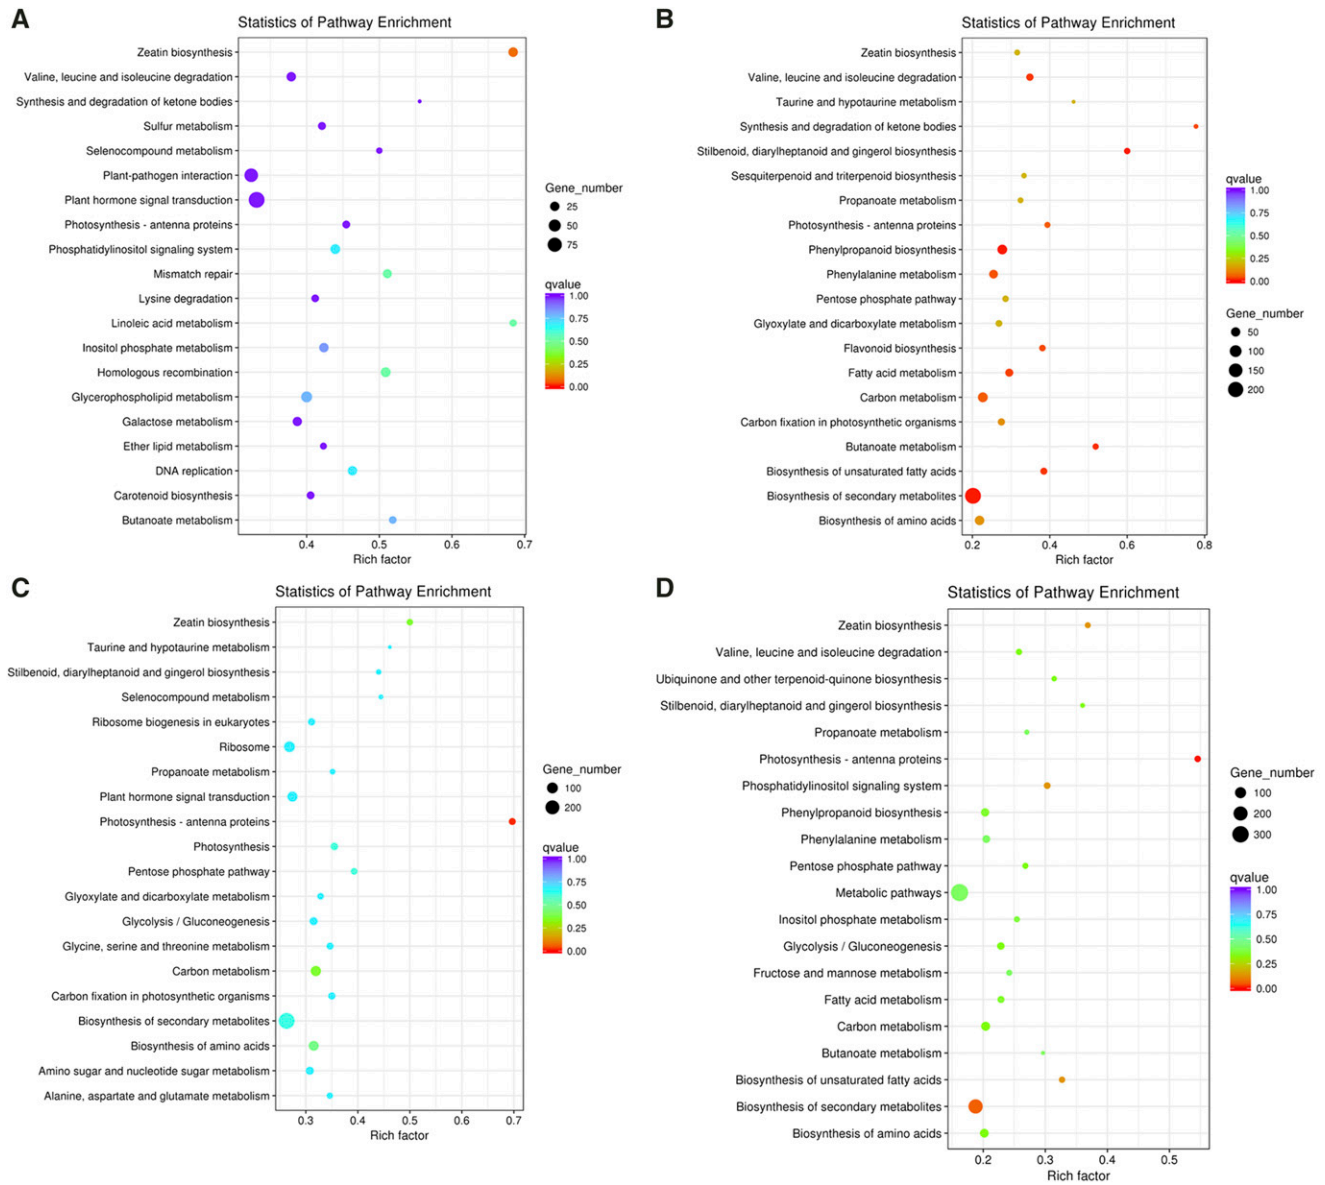 A
Statistics of Pathway Enrichment
Zeatin biosynthesis
Valine, leucine and isoleucine degradation
Synthesis and degradation of ketone bodies
Sulfur metabolism
Selenocompound metabolism
Plant-pathogen interaction
Plant hormone signal transduction
Photosynthesis - antenna proteins
Phosphatidylinositol signaling system
Mismatch repair
Lysine degradation
Linoleic acid metabolism
Inositol phosphate metabolism
Homologous recombination
Glycerophospholipid metabolism
Galactose metabolism
Ether lipid metabolism
DNA replication
Carotenoid biosynthesis
Butanoate metabolism
0.4 0.5 0.6 0.7
Rich factor
Gene_number
25
50
75
qvalue
1.00
0.75
0.50
0.25
0.00
B
Statistics of Pathway Enrichment
Zeatin biosynthesis
Valine, leucine and isoleucine degradation
Taurine and hypotaurine metabolism
Synthesis and degradation of ketone bodies
Stilbenoid, diarylheptanoid and gingerol biosynthesis
Sesquiterpenoid and triterpenoid biosynthesis
Propanoate metabolism
Photosynthesis - antenna proteins
Phenylpropanoid biosynthesis
Phenylalanine metabolism
Pentose phosphate pathway
Glyoxylate and dicarboxylate metabolism
Flavonoid biosynthesis
Fatty acid metabolism
Carbon metabolism
Carbon fixation in photosynthetic organisms
Butanoate metabolism
Biosynthesis of unsaturated fatty acids
Biosynthesis of secondary metabolites
Biosynthesis of amino acids
0.2 0.4 0.6 0.8
Rich factor
qvalue
1.00
0.75
0.50
0.25
0.00
Gene_number
50
100
150
200
C
Statistics of Pathway Enrichment
Zeatin biosynthesis
Taurine and hypotaurine metabolism
Stilbenoid, diarylheptanoid and gingerol biosynthesis
Selenocompound metabolism
Ribosome biogenesis in eukaryotes
Ribosome
Propanoate metabolism
Plant hormone signal transduction
Photosynthesis - antenna proteins
Photosynthesis
Pentose phosphate pathway
Glyoxylate and dicarboxylate metabolism
Glycolysis / Gluconeogenesis
Glycine, serine and threonine metabolism
Carbon metabolism
Carbon fixation in photosynthetic organisms
Biosynthesis of secondary metabolites
Biosynthesis of amino acids
Amino sugar and nucleotide sugar metabolism
Alanine, aspartate and glutamate metabolism
0.3 0.4 0.5 0.6 0.7
Rich factor
Gene_number
100
200
qvalue
1.00
0.75
0.50
0.25
0.00
D
Statistics of Pathway Enrichment
Zeatin biosynthesis
Valine, leucine and isoleucine degradation
Ubiquinone and other terpenoid-quinone biosynthesis
Stilbenoid, diarylheptanoid and gingerol biosynthesis
Propanoate metabolism
Photosynthesis - antenna proteins
Phosphatidylinositol signaling system
Phenylpropanoid biosynthesis
Phenylalanine metabolism
Pentose phosphate pathway
Metabolic pathways
Inositol phosphate metabolism
Glycolysis / Gluconeogenesis
Fructose and mannose metabolism
Fatty acid metabolism
Carbon metabolism
Butanoate metabolism
Biosynthesis of unsaturated fatty acids
Biosynthesis of secondary metabolites
Biosynthesis of amino acids
0.2 0.3 0.4 0.5
Rich factor
Gene_number
100
200
300
qvalue
1.00
0.75
0.50
0.25
0.00